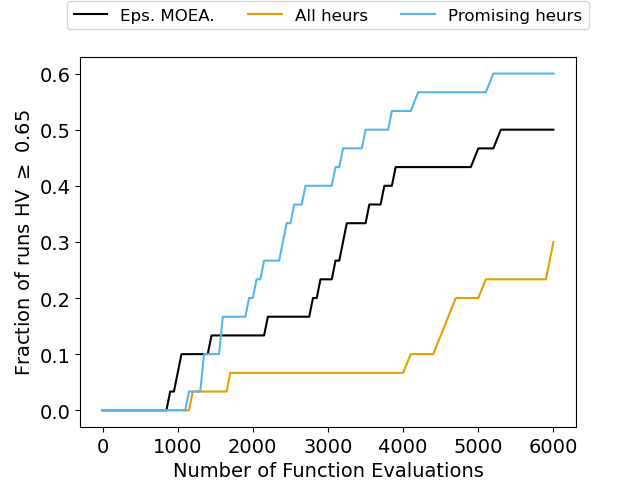 Eps. MOEA. All heurs Promising heurs
0.6
0.5
0.4
0.3
0.2
0.1
0.0
Fraction of runs HV ≥ 0.65
0 1000 2000 3000 4000 5000 6000
Number of Function Evaluations